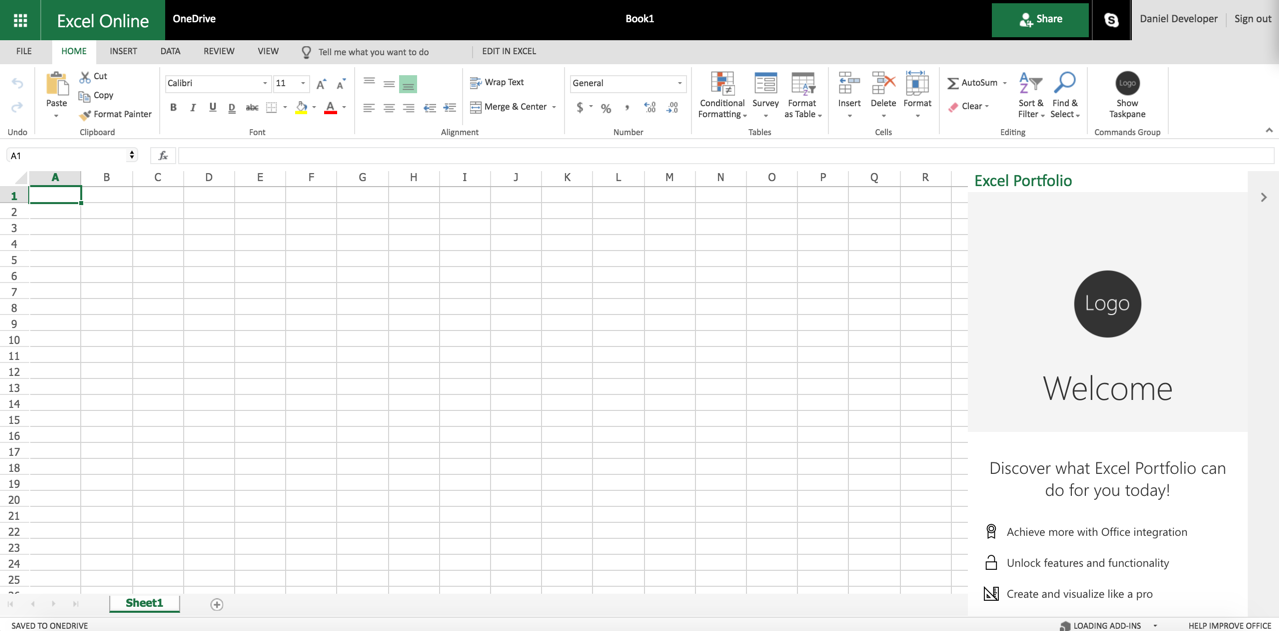 Excel Online OneDrive Book1 Share Daniel Developer Sign out
FILE HOME INSERT DATA REVIEW VIEW Tell me what you want to do EDIT IN EXCEL
Cut
Copy
Format Painter
Paste
Calibri 11
B I U D abc A
Wrap Text
Merge & Center
General
$ % ,
Conditional Formatting
Survey
Format as Table
Insert
Delete
Format
AutoSum
Clear
Sort & Filter
Find & Select
Logo
Show Taskpane
Undo Clipboard Font Alignment Number Tables Cells Editing Commands Group
A1 fx
A B C D E F G H I J K L M N O P Q R
1
2
3
4
5
6
7
8
9
10
11
12
13
14
15
16
17
18
19
20
21
22
23
24
25
Excel Portfolio
Logo
Welcome
Discover what Excel Portfolio can
do for you today!
Achieve more with Office integration
Unlock features and functionality
Create and visualize like a pro
Sheet1
SAVED TO ONEDRIVE LOADING ADD-INS HELP IMPROVE OFFICE